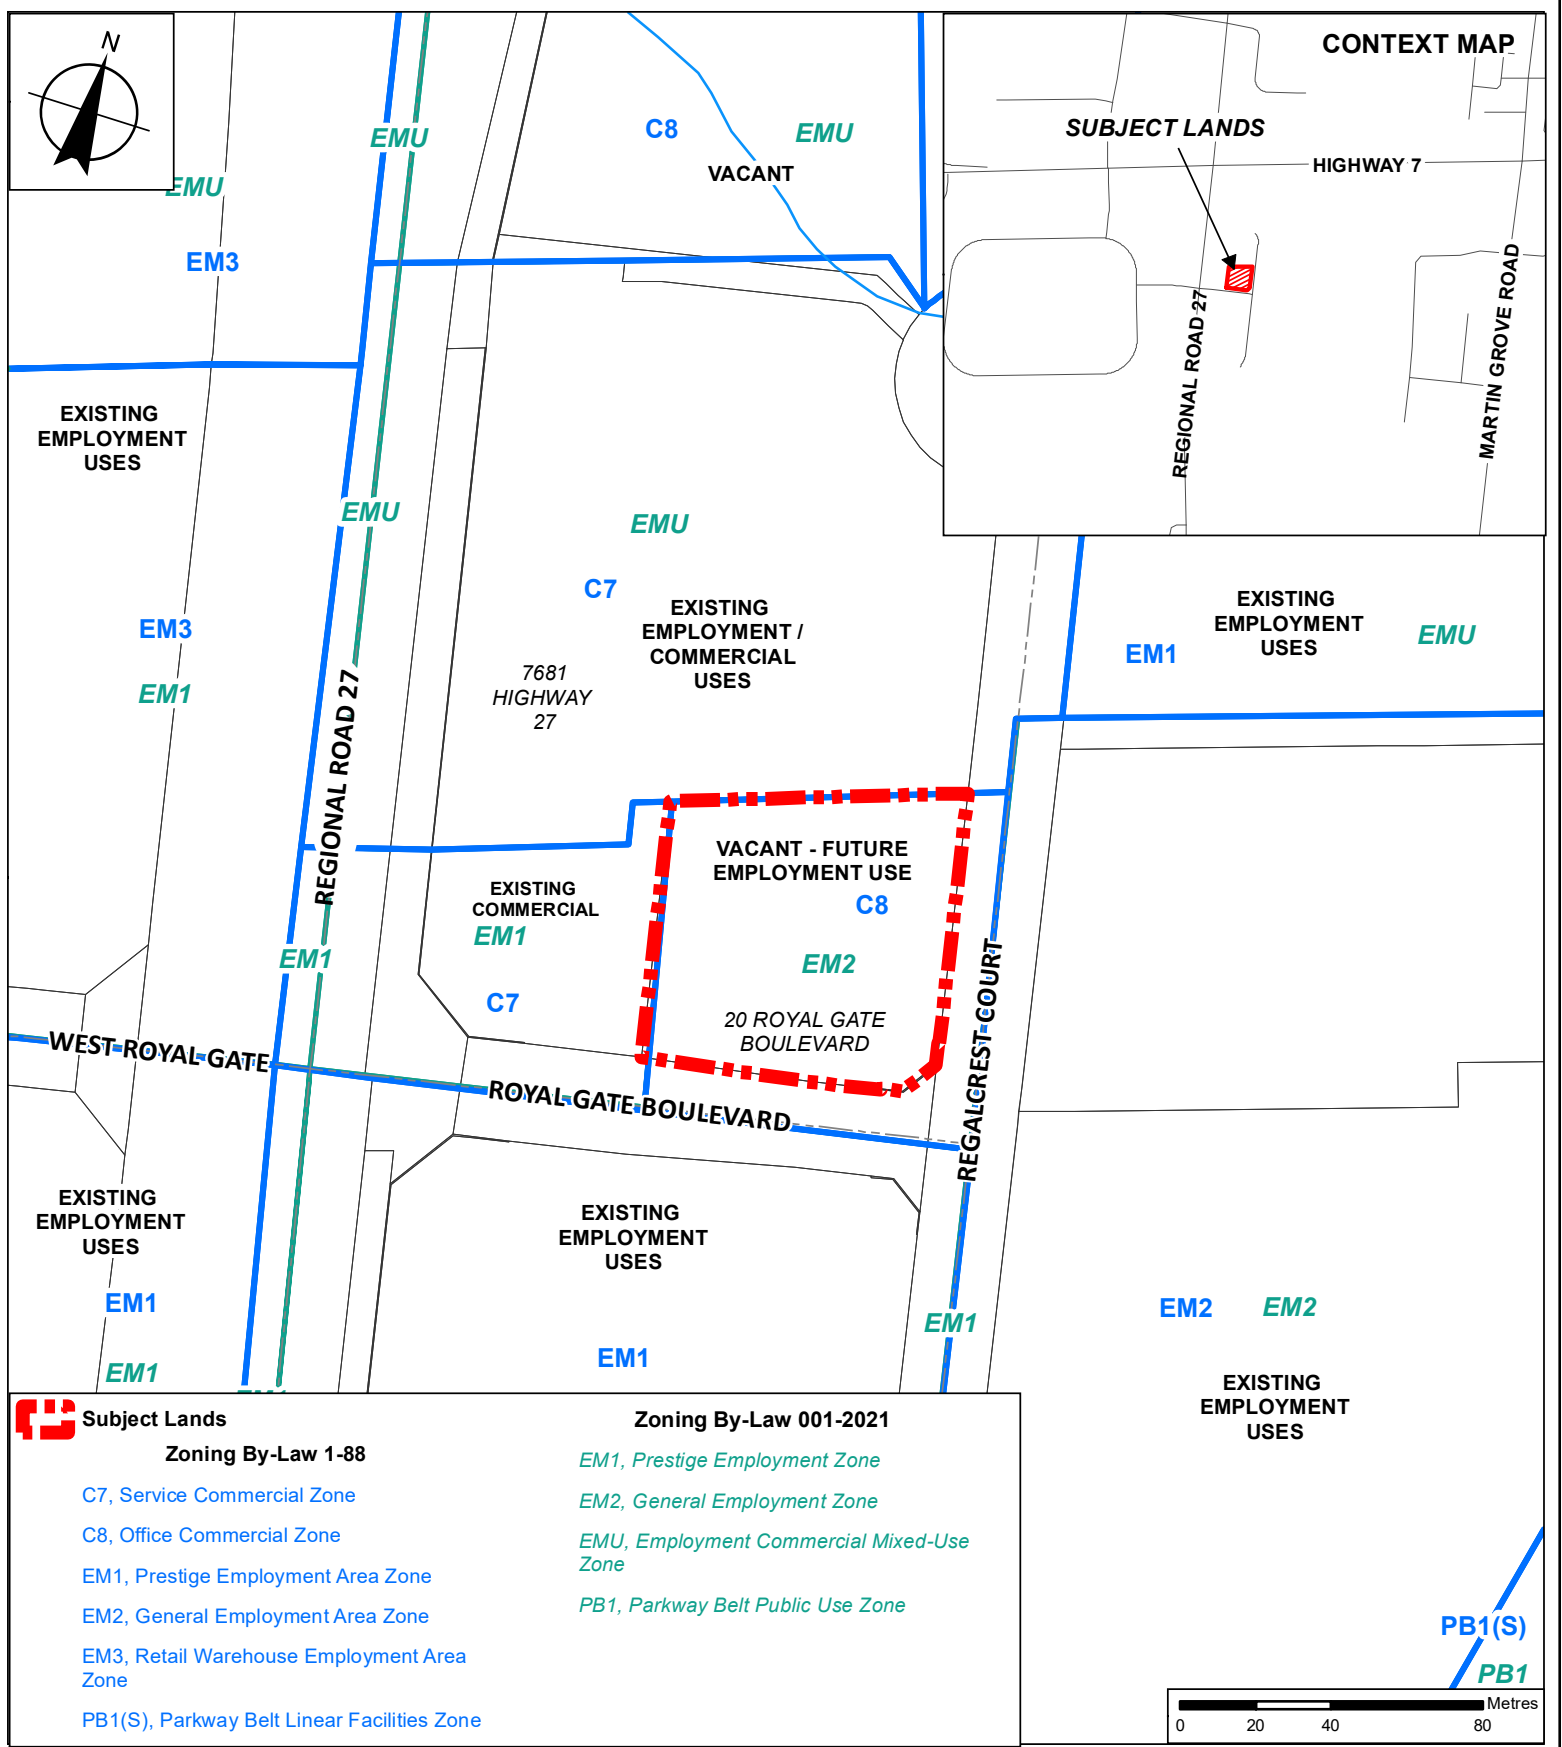 N
CONTEXT MAP
SUBJECT LANDS
HIGHWAY 7
REGIONAL ROAD 27
MARTIN GROVE ROAD
EMU
EMU
C8
EMU
VACANT
EM3
EXISTING
EMPLOYMENT
USES
EMU
EMU
C7
EXISTING
EMPLOYMENT /
COMMERCIAL
USES
7681
HIGHWAY
27
EM3
EM1
EXISTING
EMPLOYMENT
USES
EMU
EM1
REGIONAL ROAD 27
VACANT - FUTURE
EMPLOYMENT USE
C8
EM2
20 ROYAL GATE
BOULEVARD
EXISTING
COMMERCIAL
EM1
C7
EM1
REGALCREST COURT
WEST ROYAL GATE
ROYAL GATE BOULEVARD
EXISTING
EMPLOYMENT
USES
EM1
EM1
EXISTING
EMPLOYMENT
USES
EM1
EM1
EM2
EM2
EXISTING
EMPLOYMENT
USES
PB1(S)
PB1
Subject Lands
Zoning By-Law 1-88
C7, Service Commercial Zone
C8, Office Commercial Zone
EM1, Prestige Employment Area Zone
EM2, General Employment Area Zone
EM3, Retail Warehouse Employment Area
Zone
PB1(S), Parkway Belt Linear Facilities Zone
Zoning By-Law 001-2021
EM1, Prestige Employment Zone
EM2, General Employment Zone
EMU, Employment Commercial Mixed-Use
Zone
PB1, Parkway Belt Public Use Zone
Metres
0 20 40 80